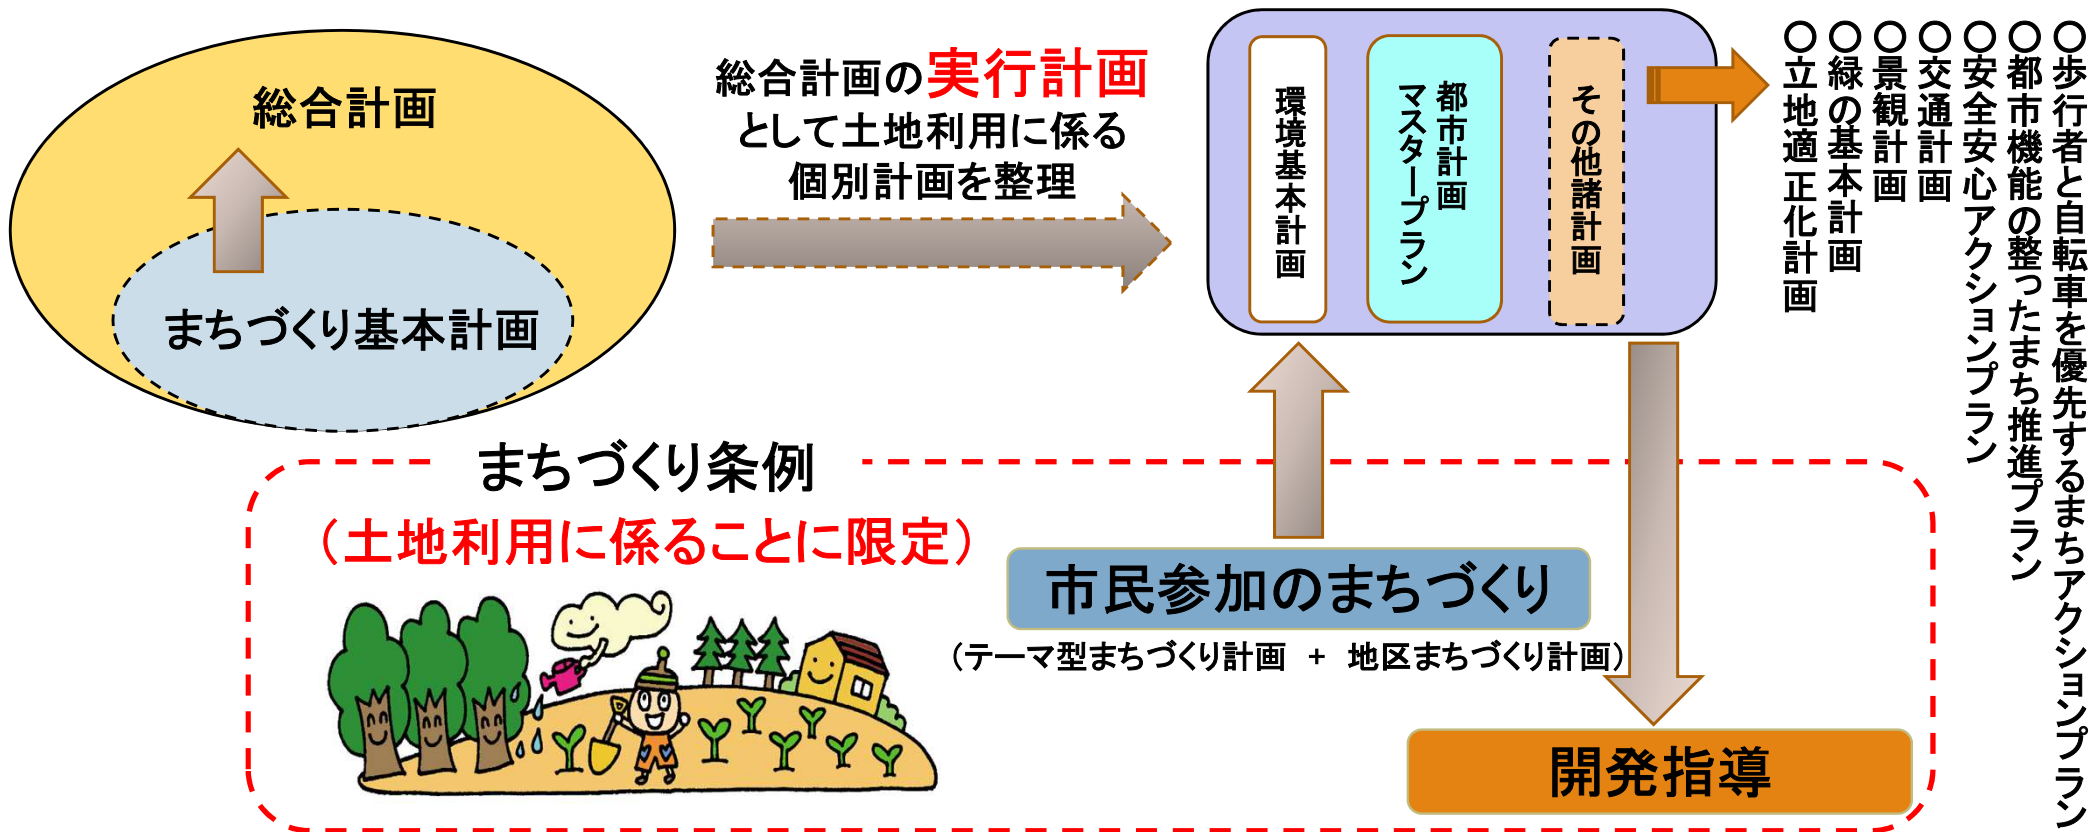 総合計画
まちづくり基本計画
総合計画の実行計画
として土地利用に係る
個別計画を整理
環境基本計画
都市計画
マスタープラン
その他諸計画
〇歩行者と自転車を優先するまちアクションプラン
〇都市機能の整ったまち推進プラン
〇安全安心アクションプラン
〇交通計画
〇景観計画
〇緑の基本計画
〇立地適正化計画
まちづくり条例
（土地利用に係ることに限定）
市民参加のまちづくり
（テーマ型まちづくり計画 + 地区まちづくり計画）
開発指導